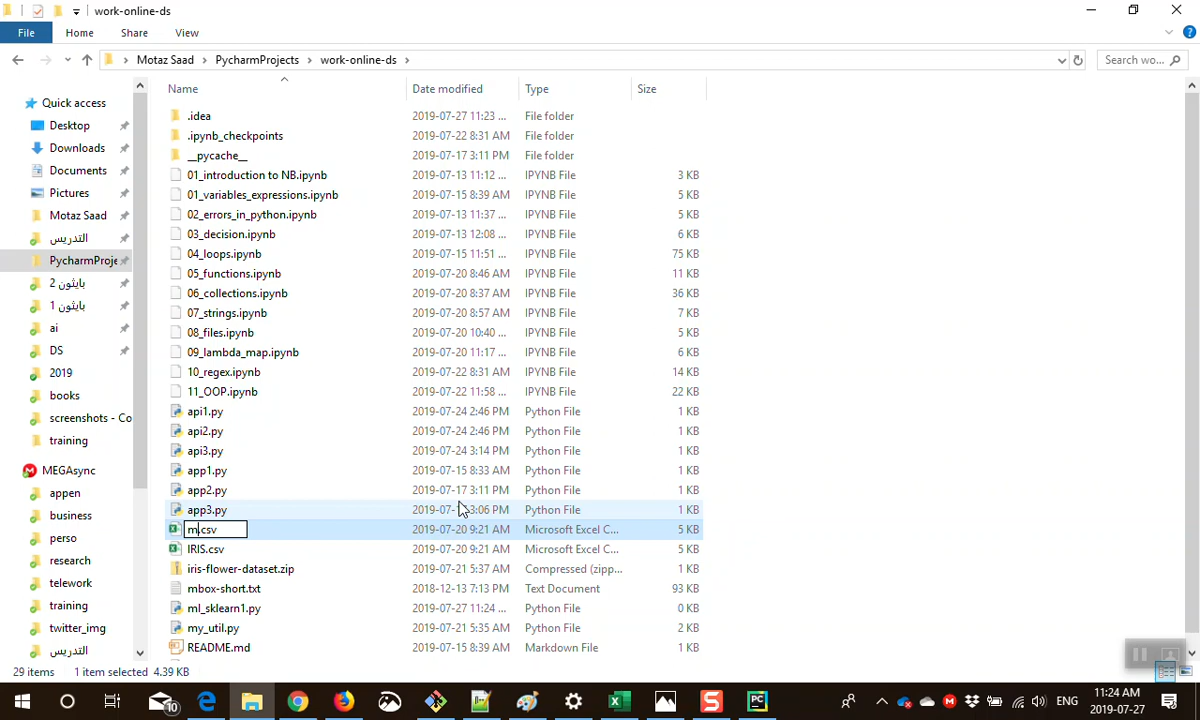 work-online-ds
File Home Share View
Motaz Saad PycharmProjects work-online-ds Search wo...
Name Date modified Type Size
Quick access
Desktop
Downloads
Documents
Pictures
Motaz Saad
التدريس
PycharmProje
بايثون 2
بايثون 1
ai
DS
2019
books
screenshots - Co
training
MEGAsync
appen
business
perso
research
telework
training
twitter_img
التدريس
.idea 2019-07-27 11:23 ... File folder
.ipynb_checkpoints 2019-07-22 8:31 AM File folder
__pycache__ 2019-07-17 3:11 PM File folder
01_introduction to NB.ipynb 2019-07-13 11:12 ... IPYNB File 3 KB
01_variables_expressions.ipynb 2019-07-15 8:39 AM IPYNB File 5 KB
02_errors_in_python.ipynb 2019-07-13 11:37 ... IPYNB File 5 KB
03_decision.ipynb 2019-07-13 12:08 ... IPYNB File 6 KB
04_loops.ipynb 2019-07-15 11:51 ... IPYNB File 75 KB
05_functions.ipynb 2019-07-20 8:46 AM IPYNB File 11 KB
06_collections.ipynb 2019-07-20 8:37 AM IPYNB File 36 KB
07_strings.ipynb 2019-07-20 8:57 AM IPYNB File 7 KB
08_files.ipynb 2019-07-20 10:40 ... IPYNB File 5 KB
09_lambda_map.ipynb 2019-07-20 11:17 ... IPYNB File 6 KB
10_regex.ipynb 2019-07-22 8:31 AM IPYNB File 14 KB
11_OOP.ipynb 2019-07-22 11:58 ... IPYNB File 22 KB
api1.py 2019-07-24 2:46 PM Python File 1 KB
api2.py 2019-07-24 2:46 PM Python File 1 KB
api3.py 2019-07-24 3:14 PM Python File 1 KB
app1.py 2019-07-15 8:33 AM Python File 1 KB
app2.py 2019-07-17 3:11 PM Python File 1 KB
app3.py 2019-07-1 3:06 PM Python File 1 KB
m.csv 2019-07-20 9:21 AM Microsoft Excel C... 5 KB
IRIS.csv 2019-07-20 9:21 AM Microsoft Excel C... 5 KB
iris-flower-dataset.zip 2019-07-21 5:37 AM Compressed (zipp... 1 KB
mbox-short.txt 2018-12-13 7:13 PM Text Document 93 KB
ml_sklearn1.py 2019-07-27 11:24 ... Python File 0 KB
my_util.py 2019-07-21 5:35 AM Python File 2 KB
README.md 2019-07-15 8:39 AM Markdown File 1 KB
29 items 1 item selected 4.39 KB
10
PC
ENG
11:24 AM
2019-07-27